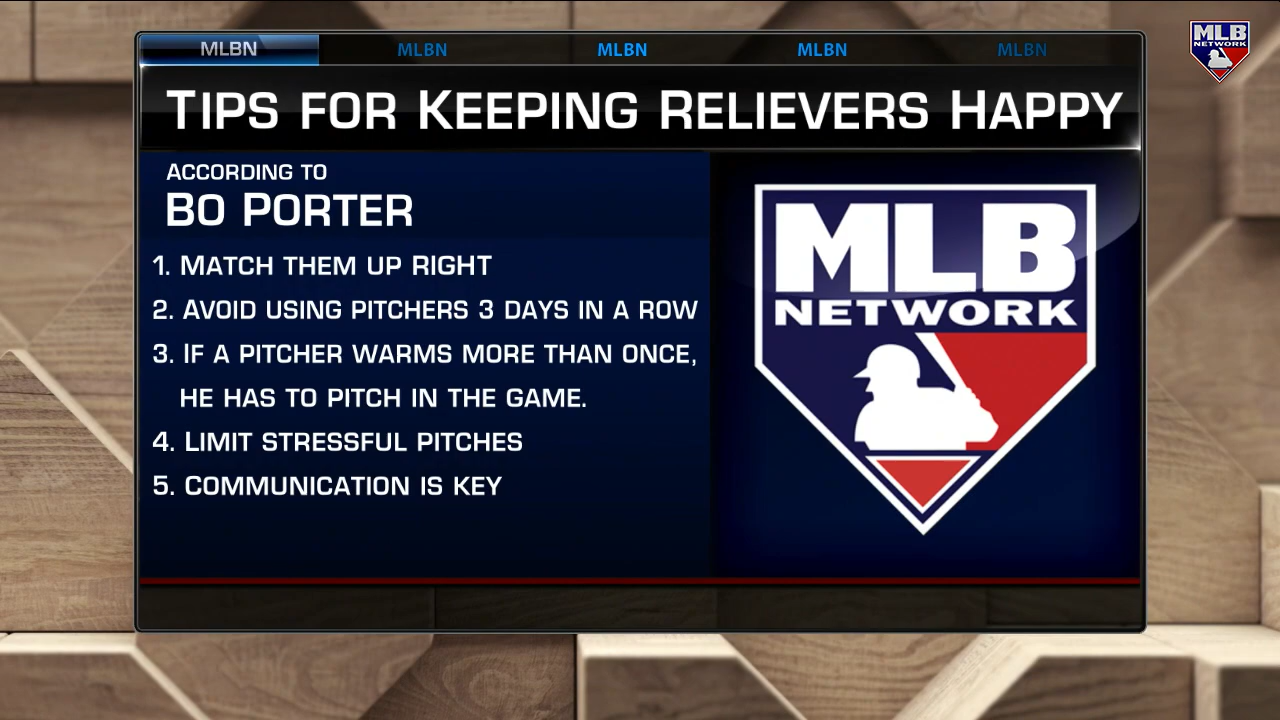 MLBN MLBN MLBN MLBN MLBN
MLB
NETWORK
TIPS FOR KEEPING RELIEVERS HAPPY
ACCORDING TO
BO PORTER
1. MATCH THEM UP RIGHT
2. AVOID USING PITCHERS 3 DAYS IN A ROW
3. IF A PITCHER WARMS MORE THAN ONCE,
HE HAS TO PITCH IN THE GAME.
4. LIMIT STRESSFUL PITCHES
5. COMMUNICATION IS KEY
MLB
NETWORK